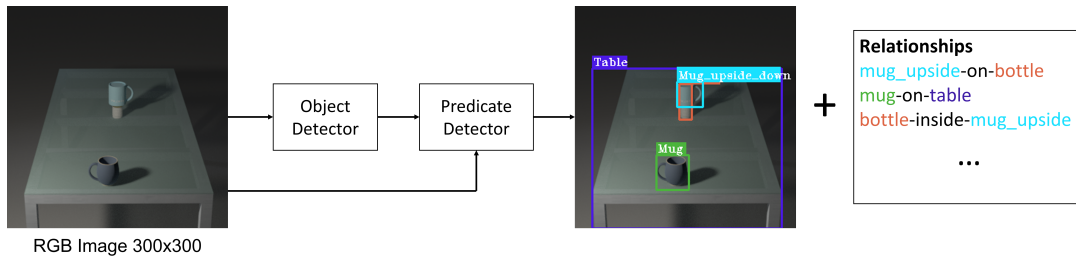 RGB Image 300x300
Object
Detector
Predicate
Detector
Table
Mug_upside_down
Mug
+
Relationships
mug_upside-on-bottle
mug-on-table
bottle-inside-mug_upside
...